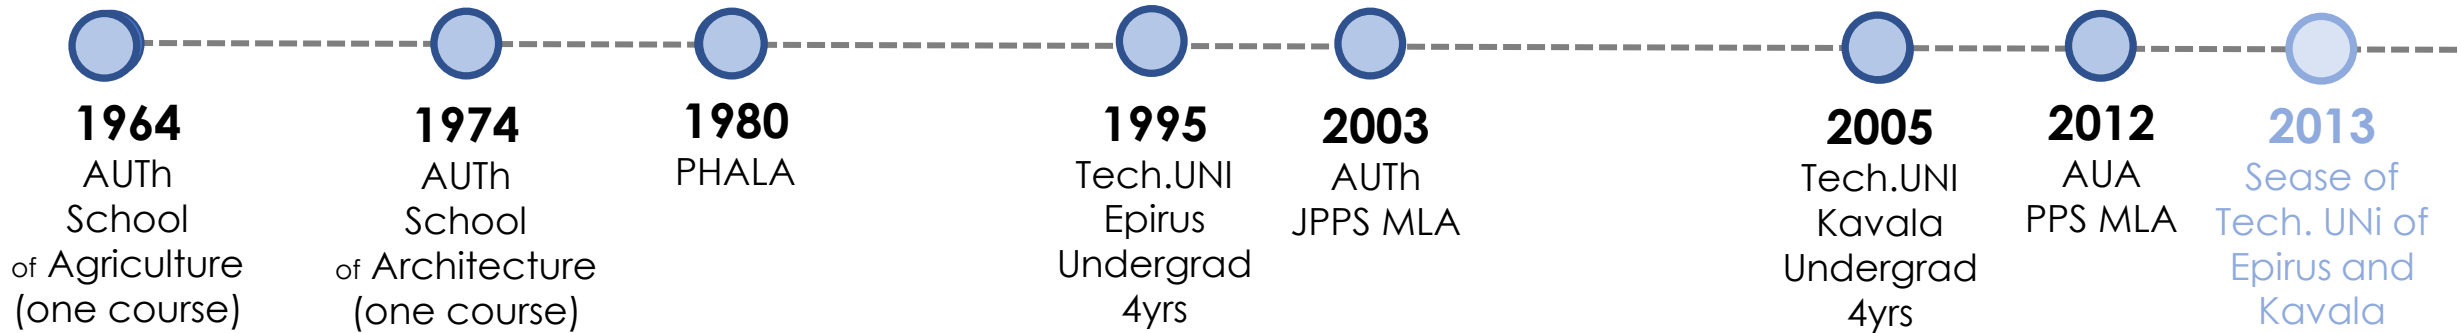 1964
AUTh
School
of Agriculture
(one course)
1974
AUTh
School
of Architecture
(one course)
1980
PHALA
1995
Tech.UNI
Epirus
Undergrad
4yrs
2003
AUTh
JPPS MLA
2005
Tech.UNI
Kavala
Undergrad
4yrs
2012
AUA
PPS MLA
2013
Sease of
Tech. UNi of
Epirus and
Kavala